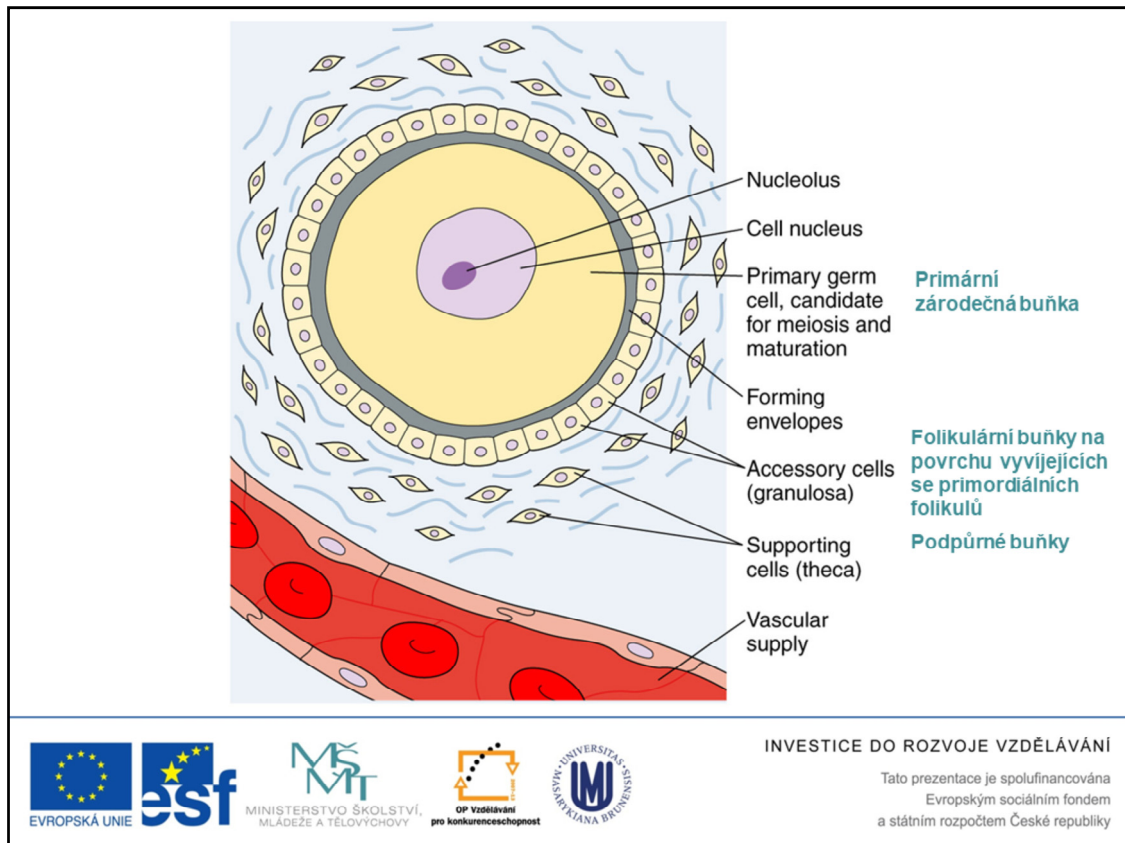 Nucleolus
Cell nucleus
Primary germ
cell, candidate
for meiosis and
maturation
Primární
zárodečná buňka
Forming
envelopes
Accessory cells
(granulosa)
Folikulární buňky na
povrchu vyvíjejících
se primordiálních
folikulů
Supporting
cells (theca)
Podpůrné buňky
Vascular
supply
EVROPSKÁ UNIE
esf
MŠMT
MINISTERSTVO ŠKOLSTVÍ,
MLÁDEŽE A TĚLOVÝCHOVY
2007-13
OP Vzdělávání
pro konkurenceschopnost
UNIVERSITAS MASARYKIANA BRUNENSIS
INVESTICE DO ROZVOJE VZDĚLÁVÁNÍ
Tato prezentace je spolufinancována
Evropským sociálním fondem
a státním rozpočtem České republiky